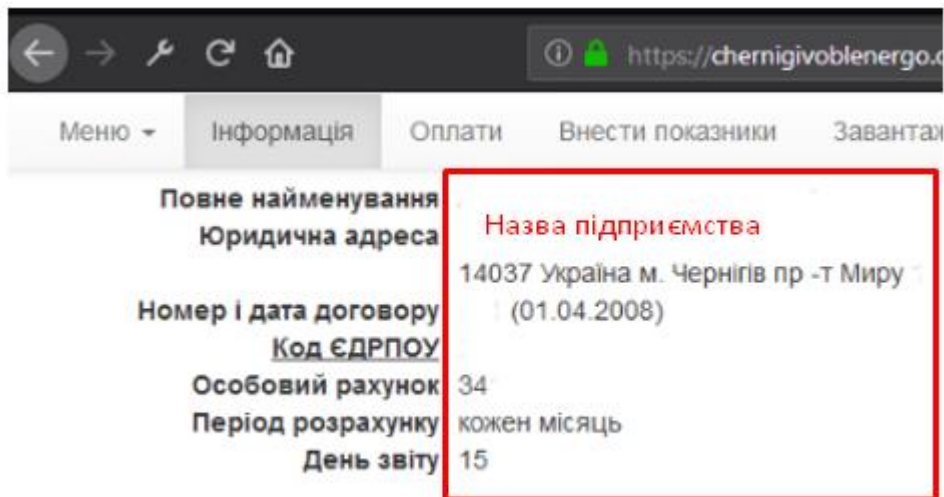 https://chernigivoblenergo.c
Меню Інформація Оплати Внести показники Завантаж
Повне найменування
Назва підприємства
Юридична адреса
14037 Україна м. Чернігів пр -т Миру
Номер і дата договору (01.04.2008)
Код ЄДРПОУ
Особовий рахунок 34
Період розрахунку кожен місяць
День звіту 15